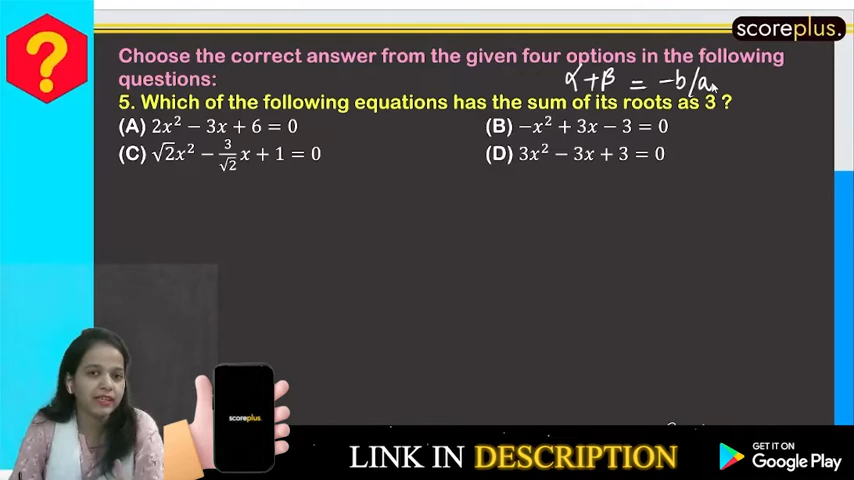 scoreplus.
Choose the correct answer from the given four options in the following
questions:
α+β = -b/a
5. Which of the following equations has the sum of its roots as 3 ?
(A) 2x² − 3x + 6 = 0
(B) −x² + 3x − 3 = 0
(C) √2x² − 3/√2 x + 1 = 0
(D) 3x² − 3x + 3 = 0
scoreplus.
LINK IN DESCRIPTION
GET IT ON
Google Play